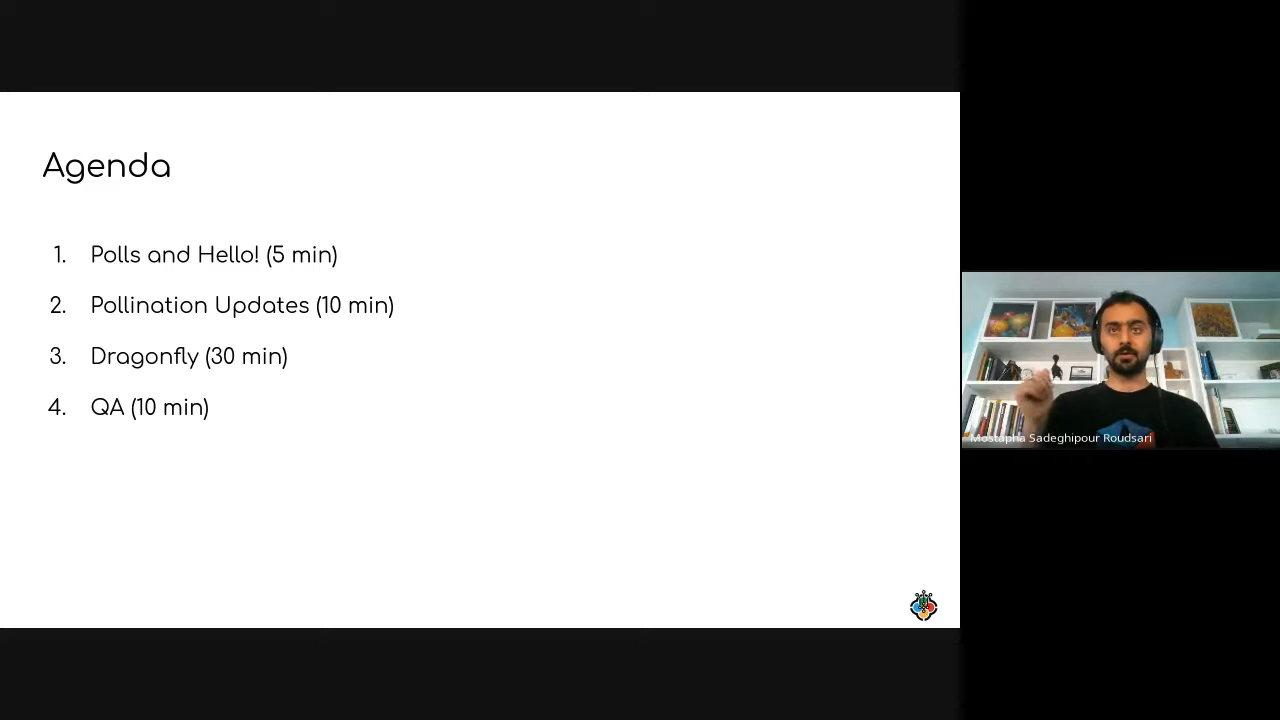 Agenda
1. Polls and Hello! (5 min)
2. Pollination Updates (10 min)
3. Dragonfly (30 min)
4. QA (10 min)
Mostapha Sadeghipour Roudsari